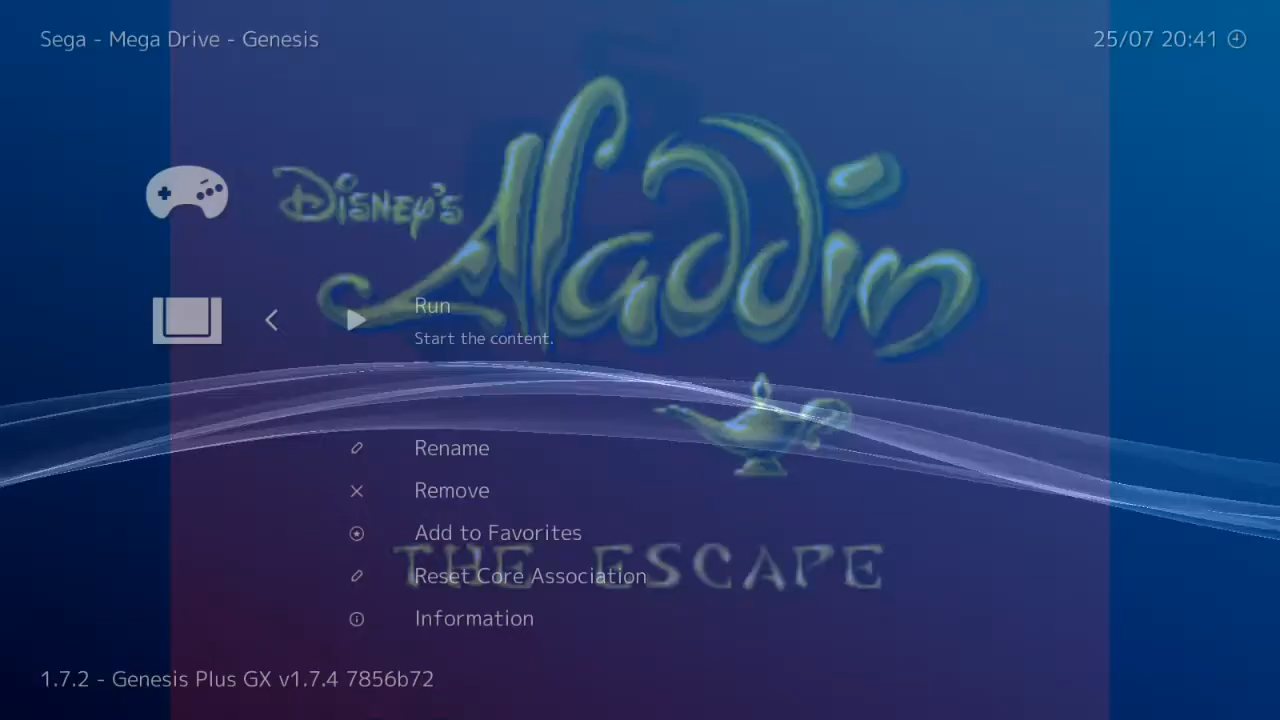 Sega - Mega Drive - Genesis
25/07 20:41
DISNEY'S
Aladdin
Run
Start the content.
Rename
Remove
Add to Favorites
THE ESCAPE
Reset Core Association
Information
1.7.2 - Genesis Plus GX v1.7.4 7856b72